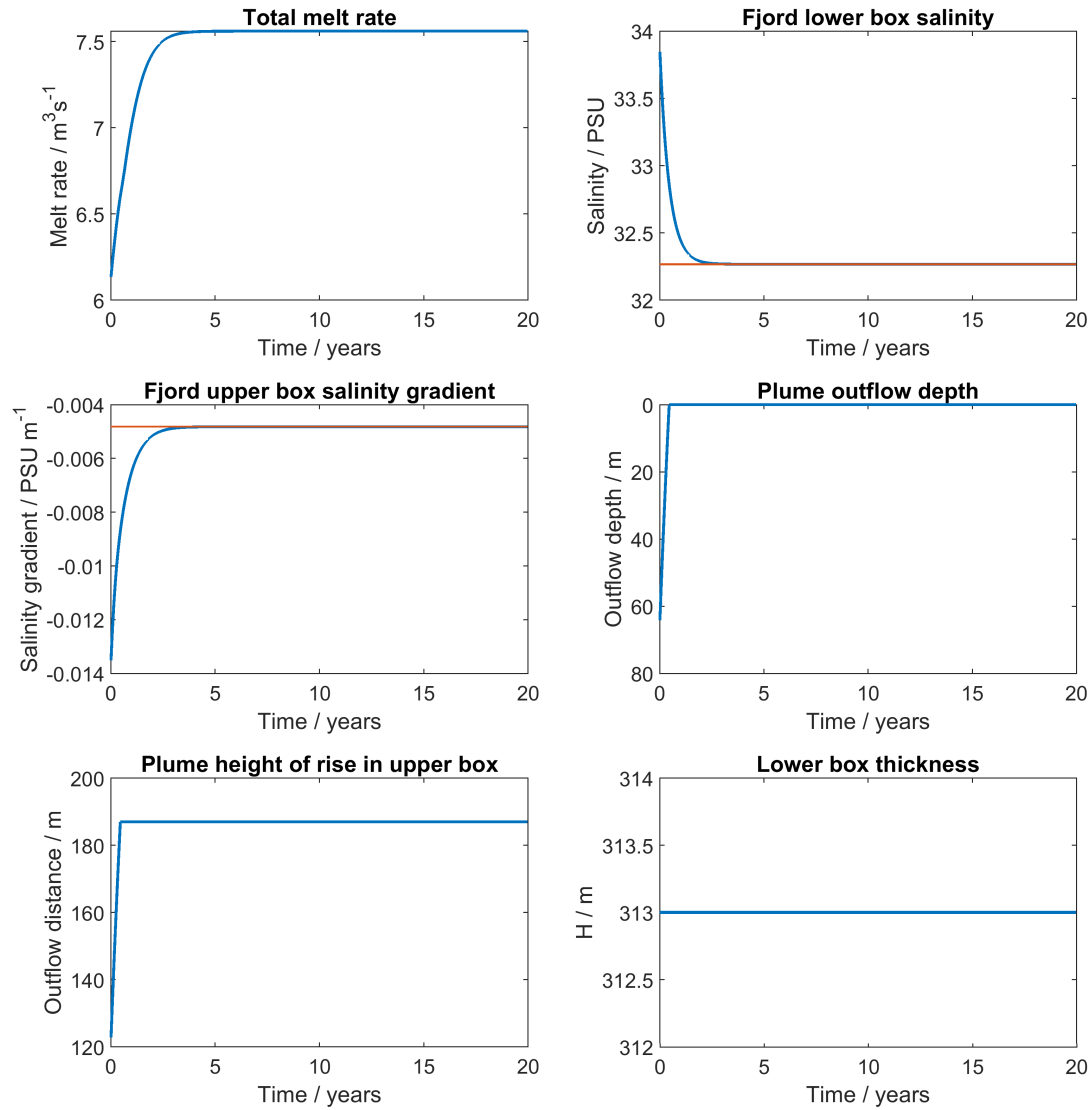 Total melt rate
Melt rate / m³s⁻¹
7.5
7
6.5
6
0 5 10 15 20
Time / years
Fjord lower box salinity
Salinity / PSU
34
33.5
33
32.5
32
0 5 10 15 20
Time / years
Fjord upper box salinity gradient
Salinity gradient / PSU m⁻¹
-0.004
-0.006
-0.008
-0.01
-0.012
-0.014
0 5 10 15 20
Time / years
Plume outflow depth
Outflow depth / m
0
20
40
60
80
0 5 10 15 20
Time / years
Plume height of rise in upper box
Outflow distance / m
200
180
160
140
120
0 5 10 15 20
Time / years
Lower box thickness
H / m
314
313.5
313
312.5
312
0 5 10 15 20
Time / years